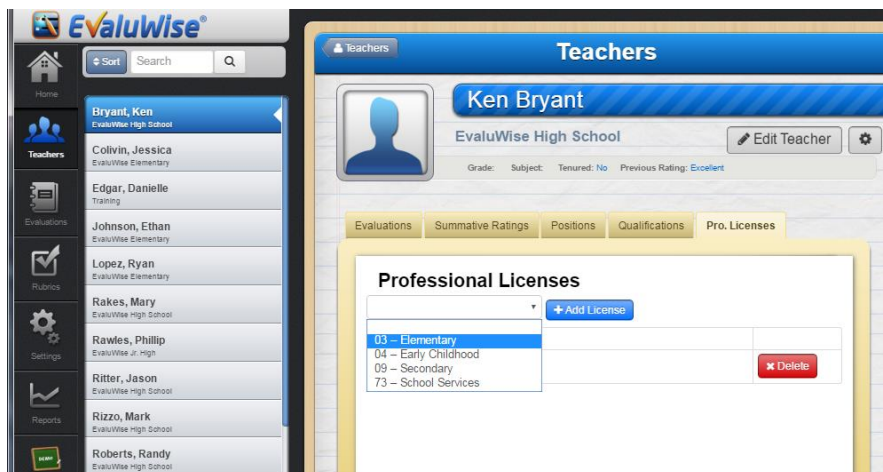 EvaluWise®
Sort
Search
Home
Teachers
Evaluations
Rubrics
Settings
Reports
DEMO
Bryant, Ken
EvaluWise High School
Colivin, Jessica
EvaluWise Elementary
Edgar, Danielle
Training
Johnson, Ethan
EvaluWise Elementary
Lopez, Ryan
EvaluWise Elementary
Rakes, Mary
EvaluWise High School
Rawles, Phillip
EvaluWise Jr. High
Ritter, Jason
EvaluWise High School
Rizzo, Mark
EvaluWise High School
Roberts, Randy
EvaluWise High School
Teachers
Teachers
Ken Bryant
EvaluWise High School
Edit Teacher
Grade: Subject: Tenured: No Previous Rating: Excellent
Evaluations
Summative Ratings
Positions
Qualifications
Pro. Licenses
Professional Licenses
+ Add License
03 – Elementary
04 – Early Childhood
09 – Secondary
73 – School Services
× Delete